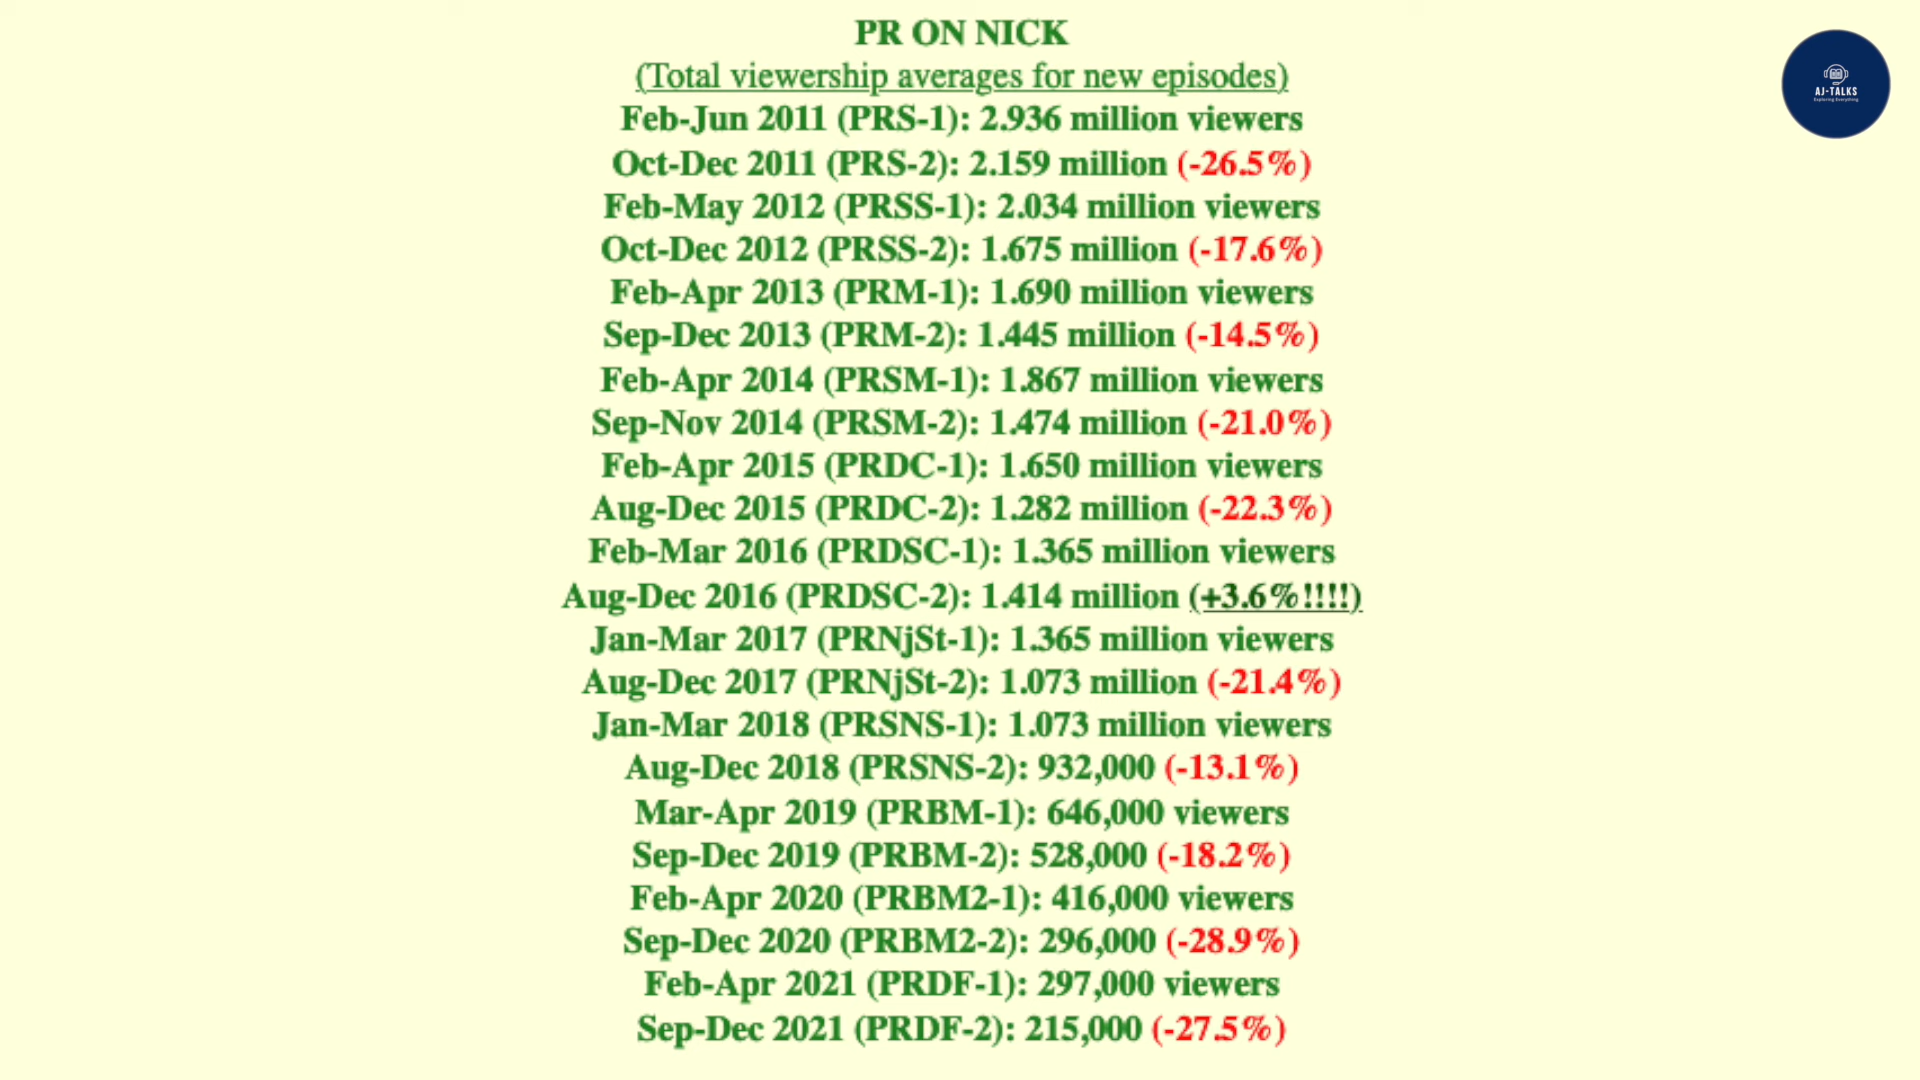 PR ON NICK
(Total viewership averages for new episodes)
Feb-Jun 2011 (PRS-1): 2.936 million viewers
Oct-Dec 2011 (PRS-2): 2.159 million (-26.5%)
Feb-May 2012 (PRSS-1): 2.034 million viewers
Oct-Dec 2012 (PRSS-2): 1.675 million (-17.6%)
Feb-Apr 2013 (PRM-1): 1.690 million viewers
Sep-Dec 2013 (PRM-2): 1.445 million (-14.5%)
Feb-Apr 2014 (PRSM-1): 1.867 million viewers
Sep-Nov 2014 (PRSM-2): 1.474 million (-21.0%)
Feb-Apr 2015 (PRDC-1): 1.650 million viewers
Aug-Dec 2015 (PRDC-2): 1.282 million (-22.3%)
Feb-Mar 2016 (PRDSC-1): 1.365 million viewers
Aug-Dec 2016 (PRDSC-2): 1.414 million (+3.6%!!!!)
Jan-Mar 2017 (PRNjSt-1): 1.365 million viewers
Aug-Dec 2017 (PRNjSt-2): 1.073 million (-21.4%)
Jan-Mar 2018 (PRSNS-1): 1.073 million viewers
Aug-Dec 2018 (PRSNS-2): 932,000 (-13.1%)
Mar-Apr 2019 (PRBM-1): 646,000 viewers
Sep-Dec 2019 (PRBM-2): 528,000 (-18.2%)
Feb-Apr 2020 (PRBM2-1): 416,000 viewers
Sep-Dec 2020 (PRBM2-2): 296,000 (-28.9%)
Feb-Apr 2021 (PRDF-1): 297,000 viewers
Sep-Dec 2021 (PRDF-2): 215,000 (-27.5%)
AJ-TALKS
Exploring Everything